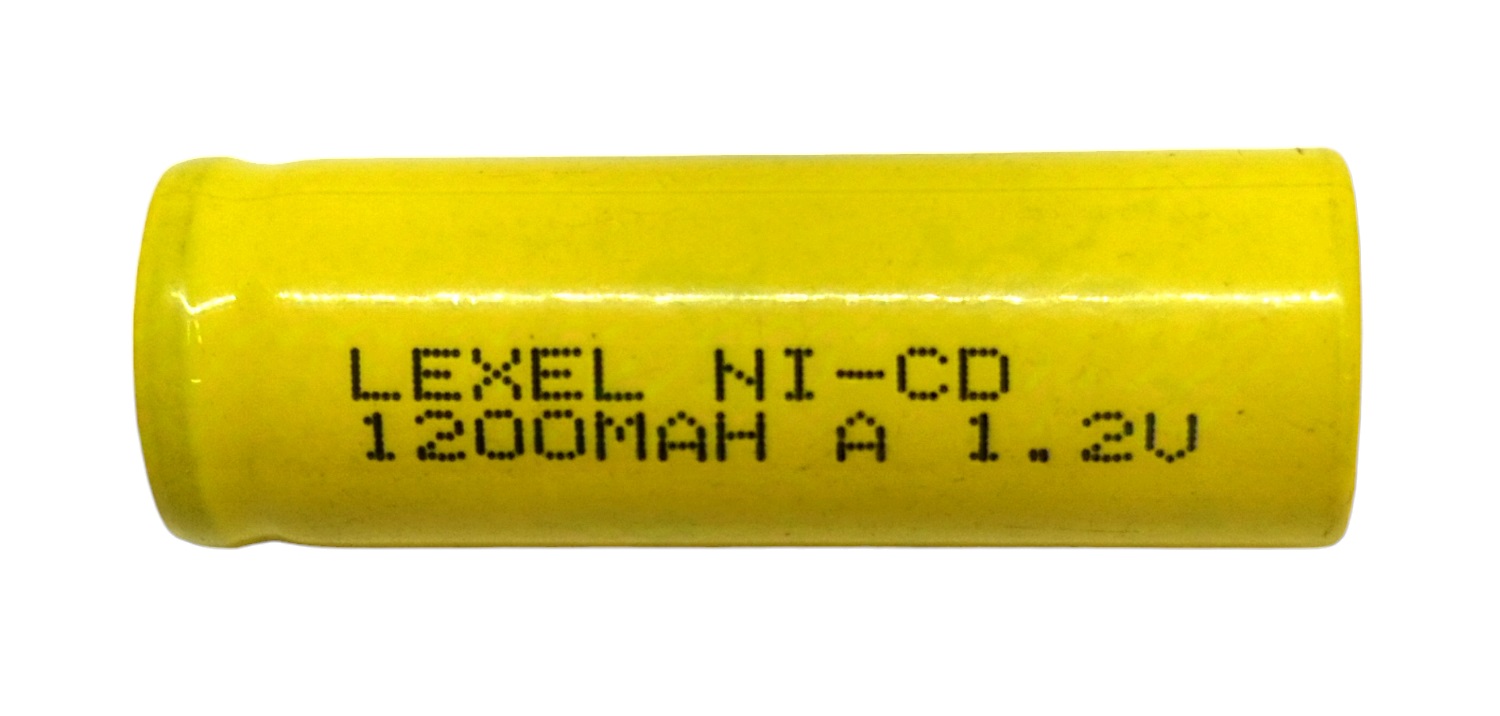 LEXEL NI-CD
1200MAH A 1.2V